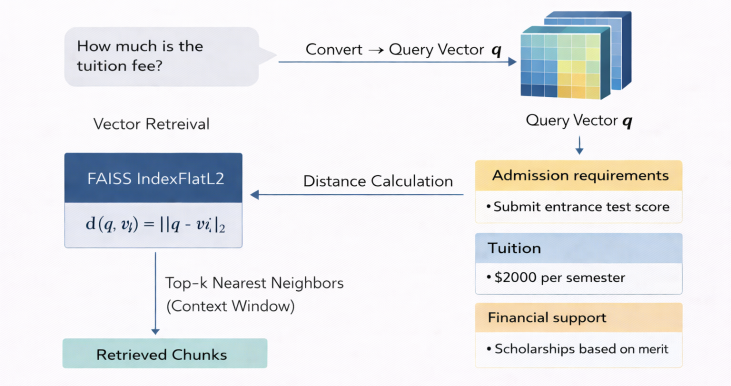 How much is the
tuition fee?
Convert → Query Vector q
Query Vector q
Vector Retreival
FAISS IndexFlatL2
d(q, vᵢ) = ||q - vi,|₂
Distance Calculation
Admission requirements
• Submit entrance test score
Tuition
• $2000 per semester
Financial support
• Scholarships based on merit
Top-k Nearest Neighbors
(Context Window)
Retrieved Chunks